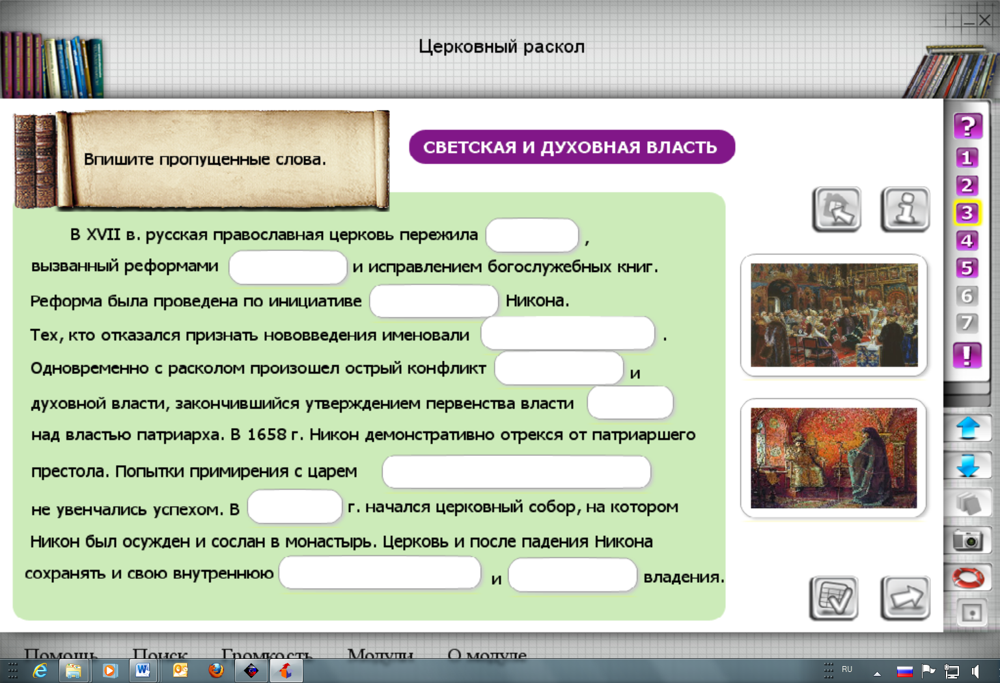 Церковный раскол
Впишите пропущенные слова.
СВЕТСКАЯ И ДУХОВНАЯ ВЛАСТЬ
В XVII в. русская православная церковь пережила ,
вызванный реформами и исправлением богослужебных книг.
Реформа была проведена по инициативе Никона.
Тех, кто отказался признать нововведения именовали .
Одновременно с расколом произошел острый конфликт и
духовной власти, закончившийся утверждением первенства власти
над властью патриарха. В 1658 г. Никон демонстративно отрекся от патриаршего
престола. Попытки примирения с царем
не увенчались успехом. В г. начался церковный собор, на котором
Никон был осужден и сослан в монастырь. Церковь и после падения Никона
сохранять и свою внутреннюю и владения.
?
1
2
3
4
5
6
7
!
Помощь Поиск Громкость Модули О модуле
RU